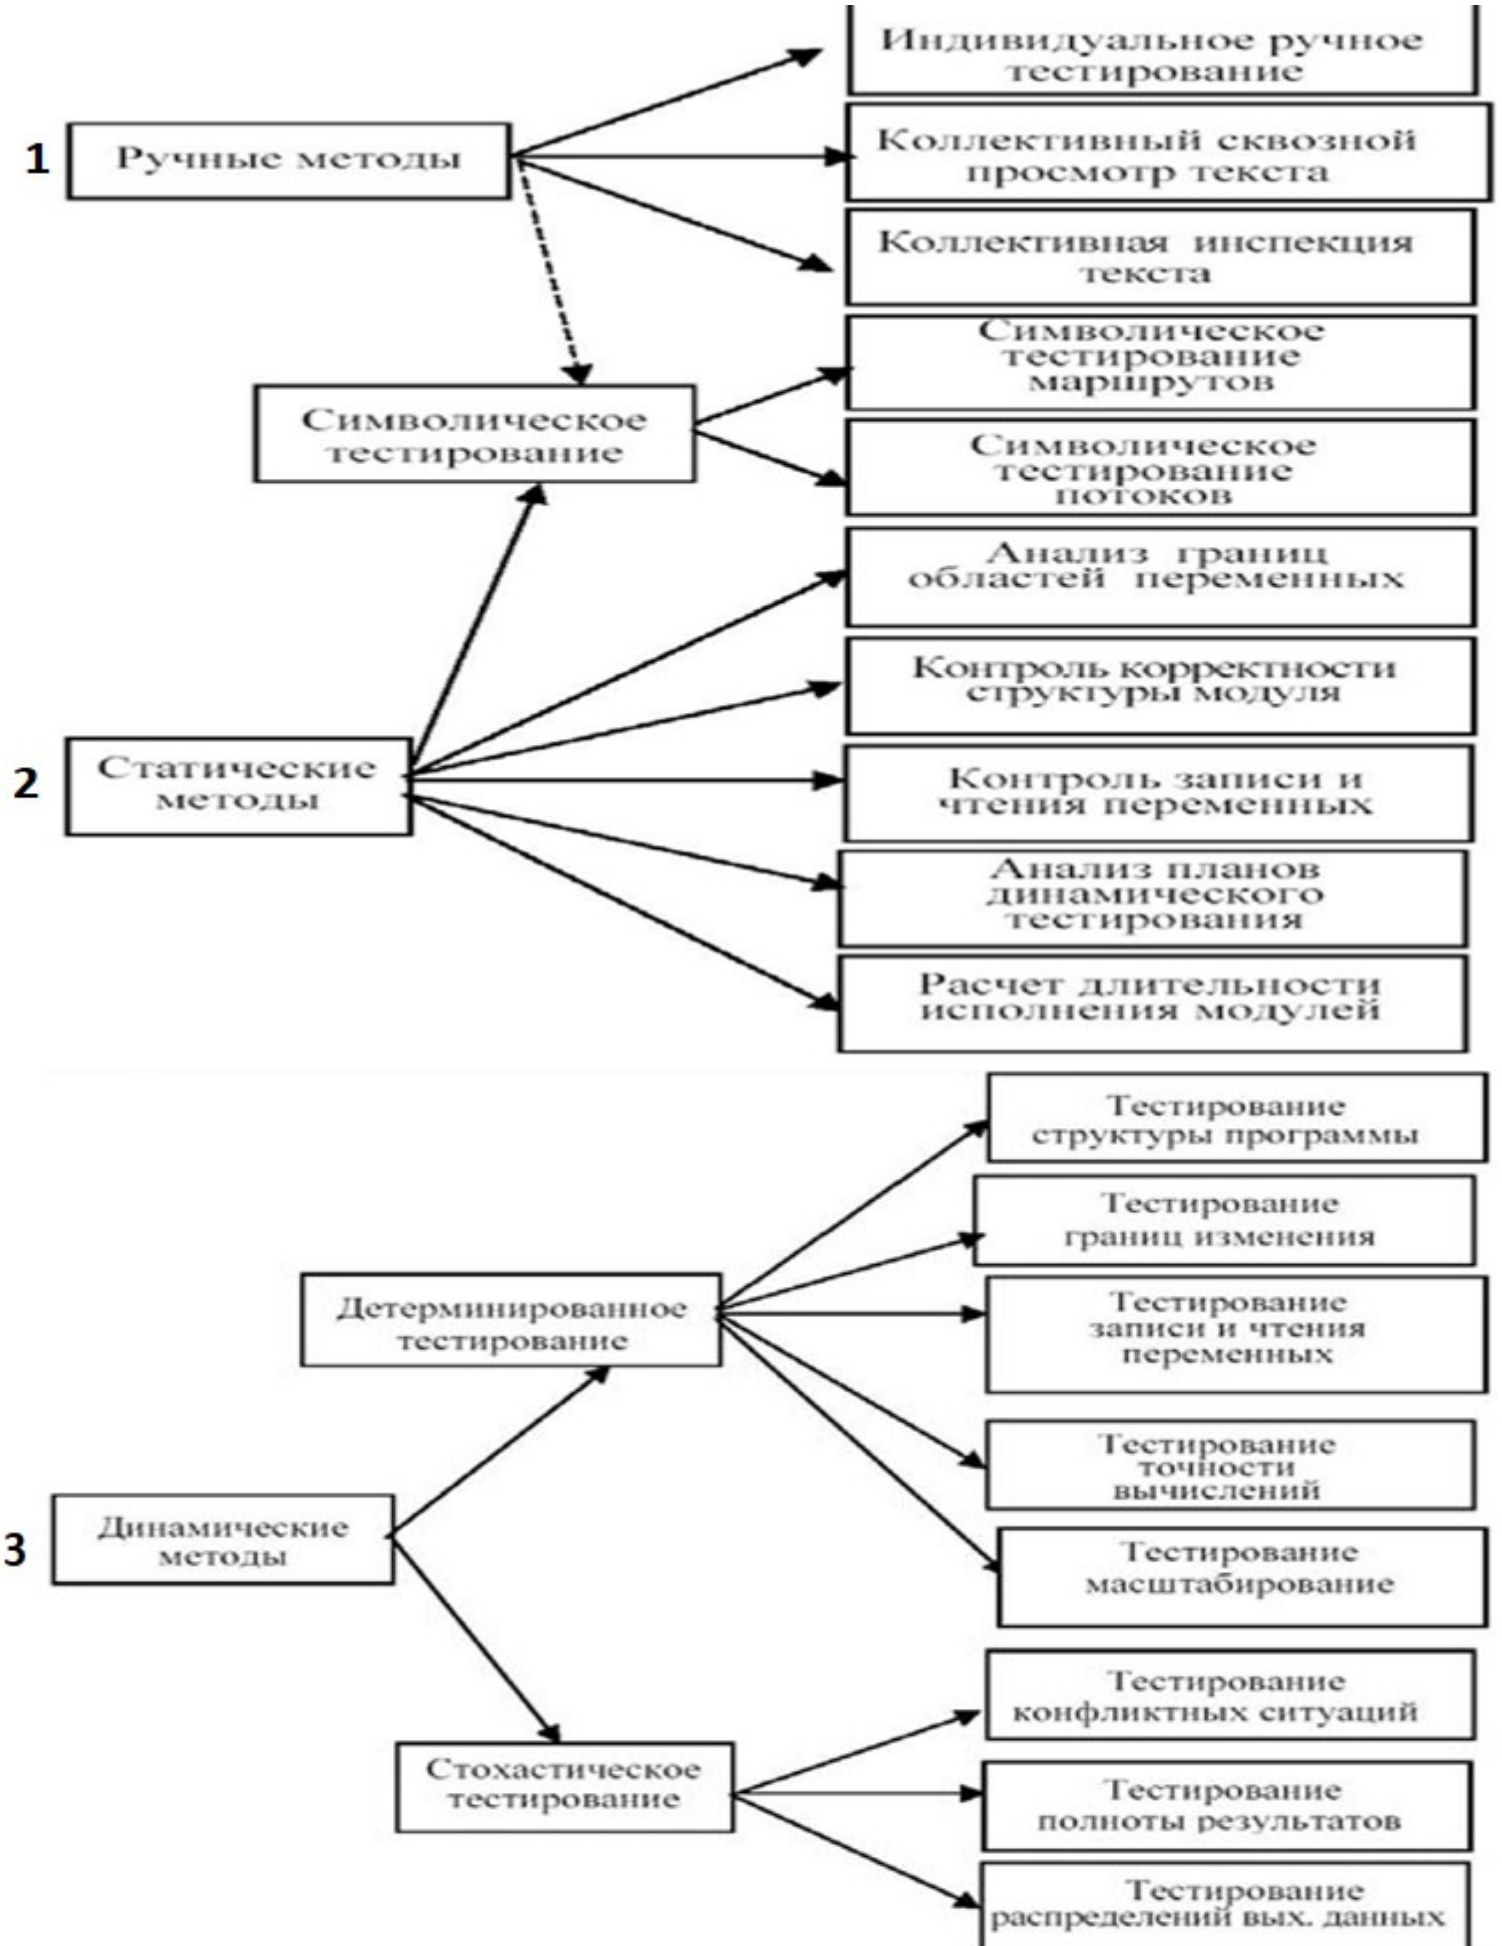 Индивидуальное ручное
тестирование
1
Ручные методы
Коллективный сквозной
просмотр текста
Коллективная инспекция
текста
Символическое
тестирование
маршрутов
Символическое
тестирование
Символическое
тестирование
потоков
Анализ границ
областей переменных
Контроль корректности
структуры модуля
2
Статические
методы
Контроль записи и
чтения переменных
Анализ планов
динамического
тестирования
Расчет длительности
исполнения модулей
Тестирование
структуры программы
Тестирование
границ изменения
Детерминированное
тестирование
Тестирование
записи и чтения
переменных
Тестирование
точности
вычислений
3
Динамические
методы
Тестирование
масштабирование
Тестирование
конфликтных ситуаций
Стохастическое
тестирование
Тестирование
полноты результатов
Тестирование
распределений вых. данных